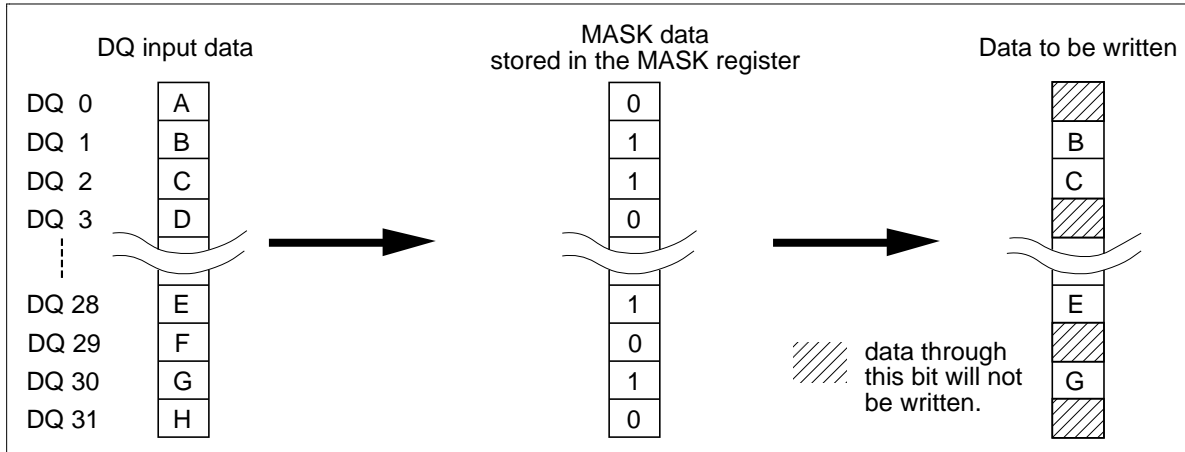 DQ input data
MASK data
stored in the MASK register
Data to be written
DQ 0 A 0
DQ 1 B 1 B
DQ 2 C 1 C
DQ 3 D 0
DQ 28 E 1 E
DQ 29 F 0
DQ 30 G 1 G
DQ 31 H 0
data through
this bit will not
be written.